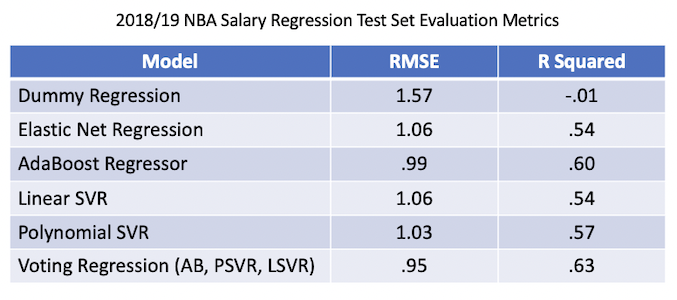 2018/19 NBA Salary Regression Test Set Evaluation Metrics
Model RMSE R Squared
Dummy Regression 1.57 -.01
Elastic Net Regression 1.06 .54
AdaBoost Regressor .99 .60
Linear SVR 1.06 .54
Polynomial SVR 1.03 .57
Voting Regression (AB, PSVR, LSVR) .95 .63